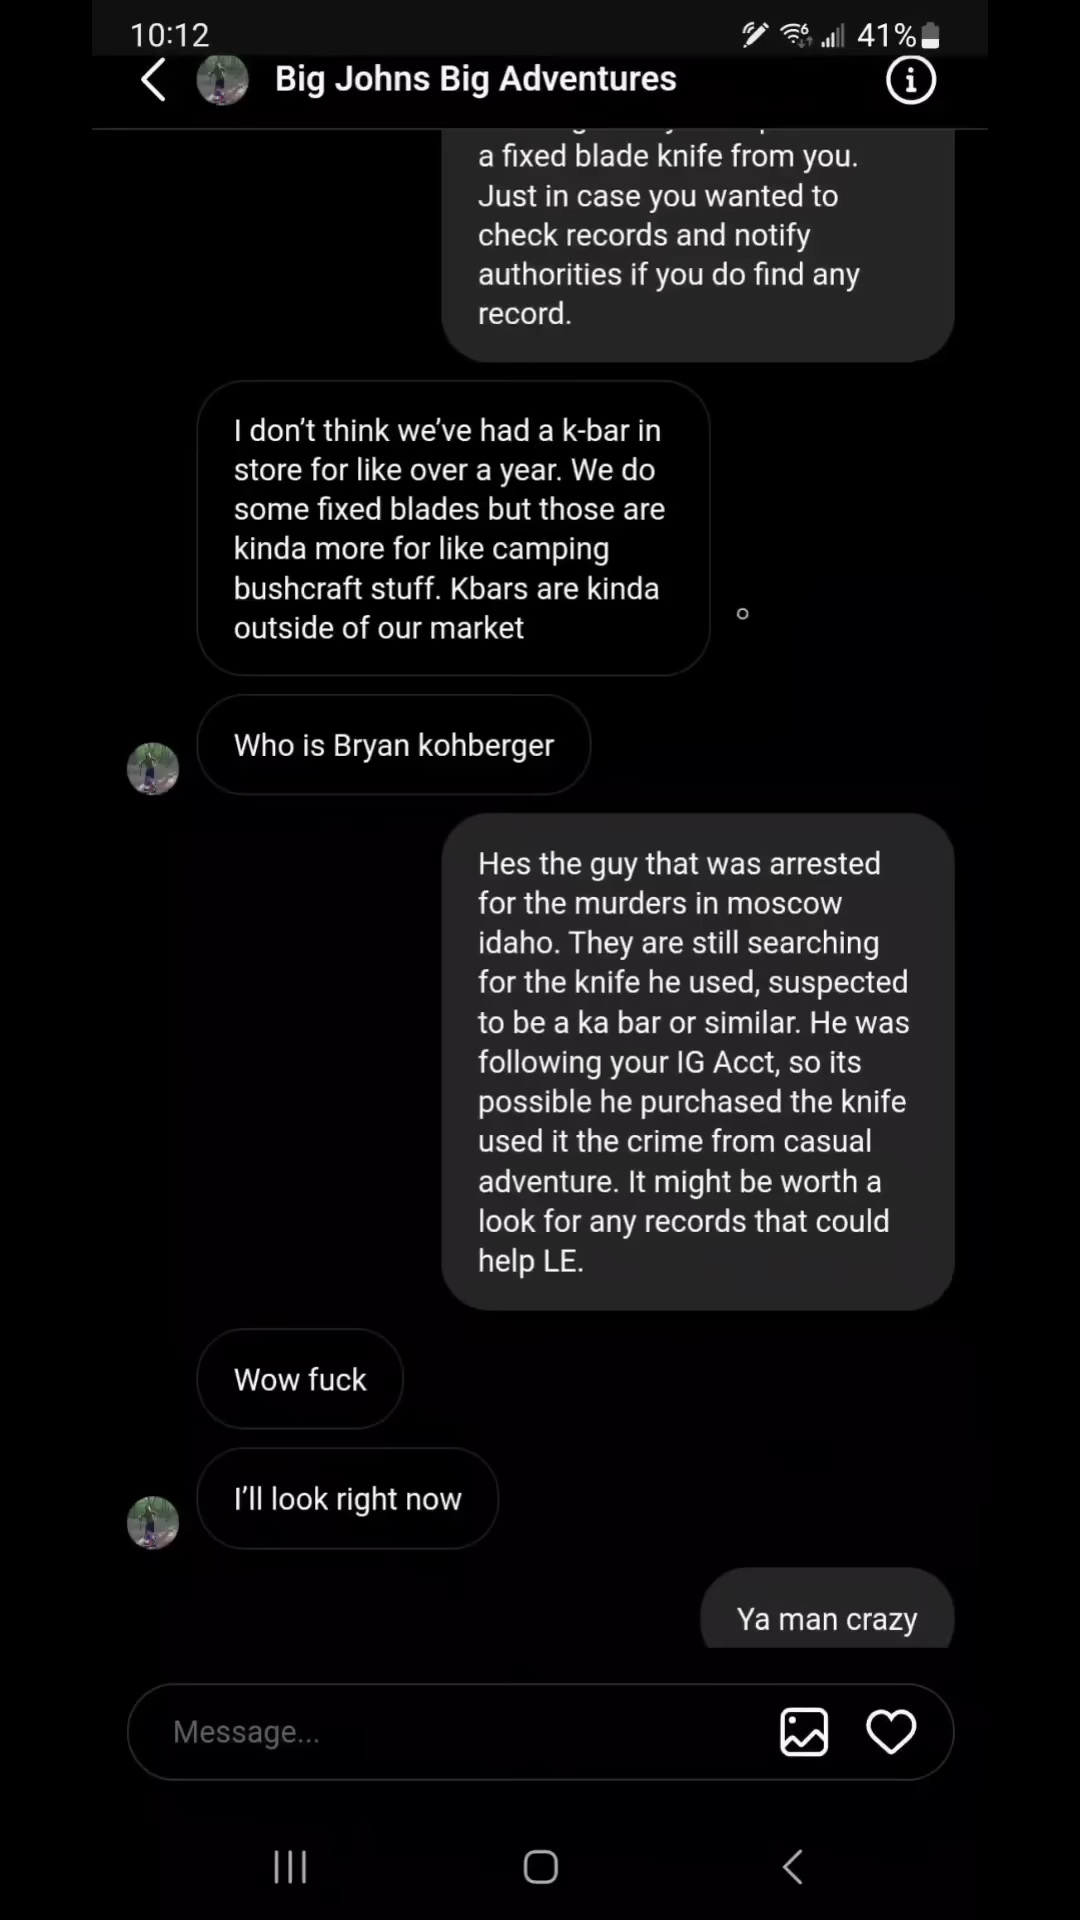 10:12
41%
Big Johns Big Adventures
a fixed blade knife from you.
Just in case you wanted to
check records and notify
authorities if you do find any
record.
I don’t think we’ve had a k-bar in
store for like over a year. We do
some fixed blades but those are
kinda more for like camping
bushcraft stuff. Kbars are kinda
outside of our market
Who is Bryan kohberger
Hes the guy that was arrested
for the murders in moscow
idaho. They are still searching
for the knife he used, suspected
to be a ka bar or similar. He was
following your IG Acct, so its
possible he purchased the knife
used it the crime from casual
adventure. It might be worth a
look for any records that could
help LE.
Wow fuck
I’ll look right now
Ya man crazy
Message...